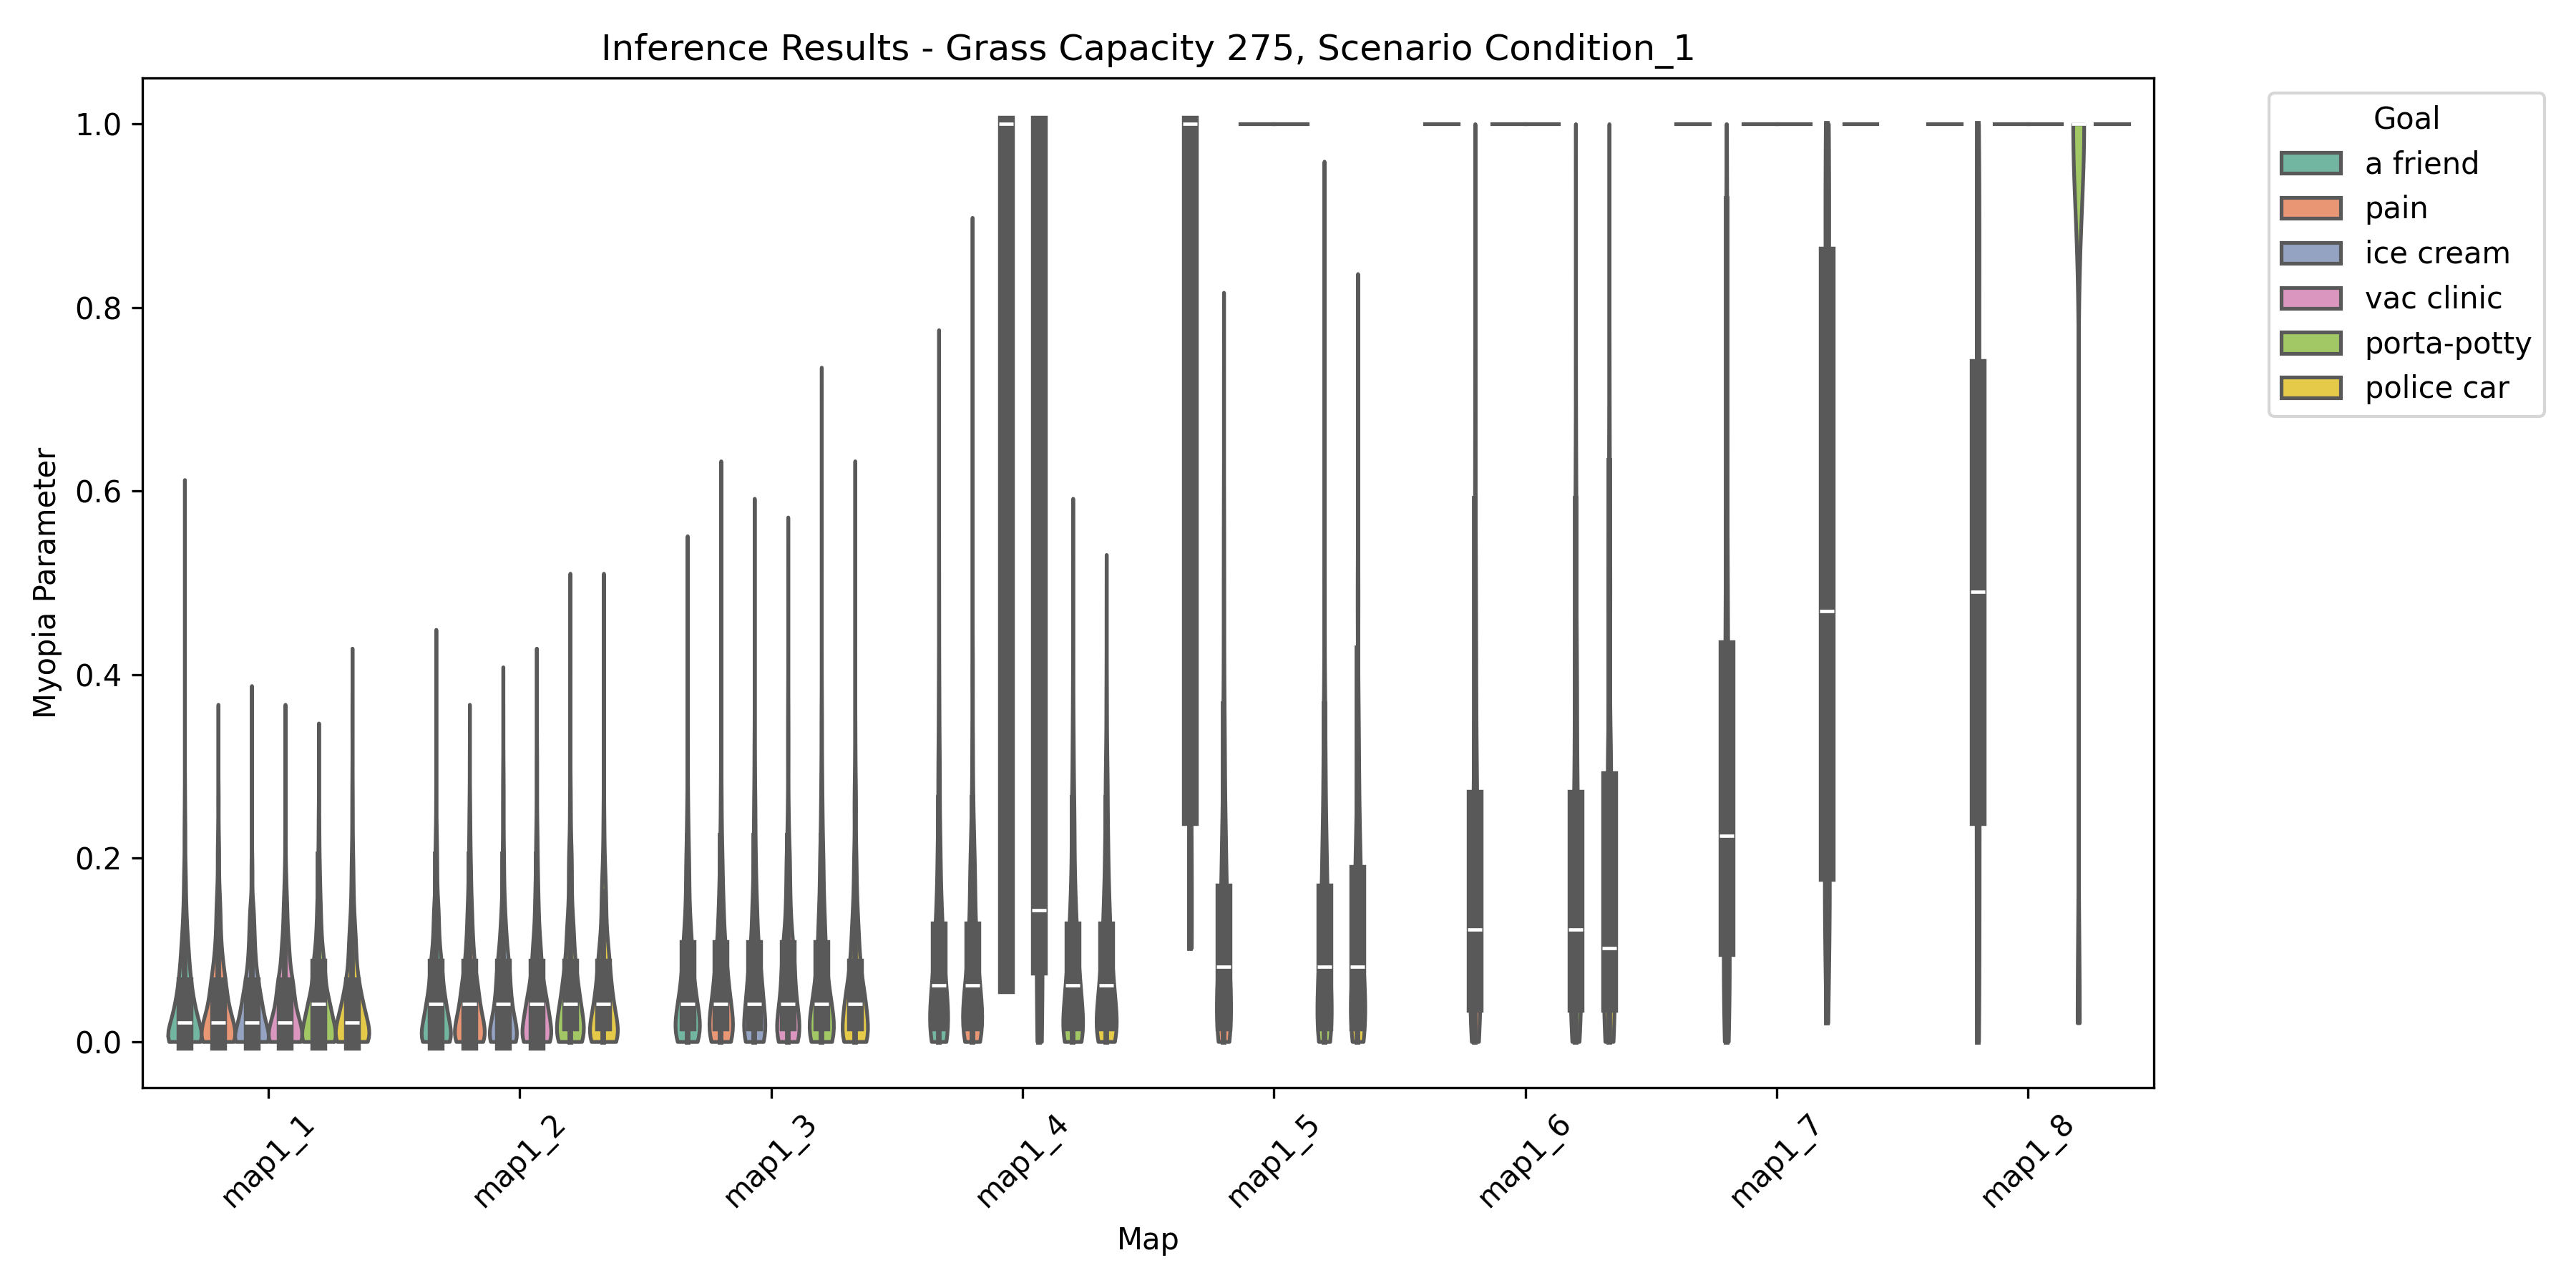 Inference Results - Grass Capacity 275, Scenario Condition_1
Myopia Parameter
1.0
0.8
0.6
0.4
0.2
0.0
map1_1
map1_2
map1_3
map1_4
map1_5
map1_6
map1_7
map1_8
Map
Goal
a friend
pain
ice cream
vac clinic
porta-potty
police car